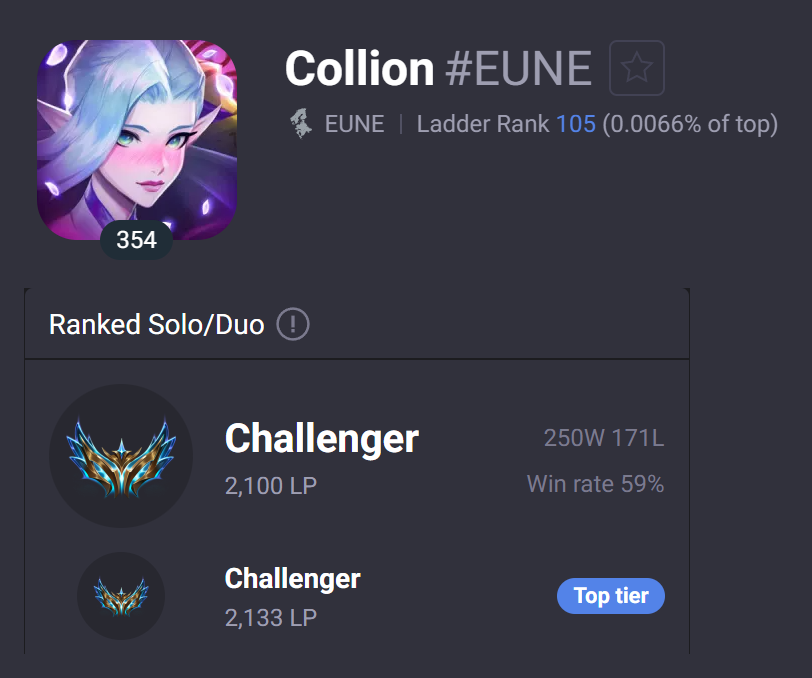 Collion #EUNE
EUNE | Ladder Rank 105 (0.0066% of top)
354
Ranked Solo/Duo
Challenger
250W 171L
2,100 LP
Win rate 59%
Challenger
Top tier
2,133 LP